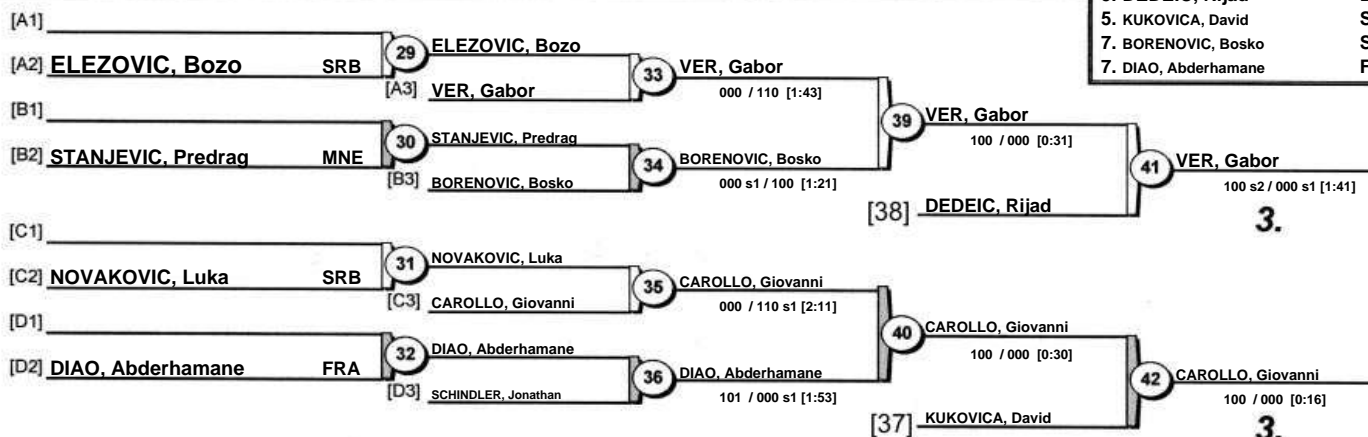 DEDEIC, Rijad
5. KUKOVICA, David S
7. BORENOVIC, Bosko S
7. DIAO, Abderhamane F
[A1]
[A2] ELEZOVIC, Bozo SRB
29
ELEZOVIC, Bozo
[A3] VER, Gabor
33
VER, Gabor
000 / 110 [1:43]
[B1]
[B2] STANJEVIC, Predrag MNE
30
STANJEVIC, Predrag
[B3] BORENOVIC, Bosko
34
BORENOVIC, Bosko
000 s1 / 100 [1:21]
39
VER, Gabor
100 / 000 [0:31]
[38] DEDEIC, Rijad
41
VER, Gabor
100 s2 / 000 s1 [1:41]
3.
[C1]
[C2] NOVAKOVIC, Luka SRB
31
NOVAKOVIC, Luka
[C3] CAROLLO, Giovanni
35
CAROLLO, Giovanni
000 / 110 s1 [2:11]
[D1]
[D2] DIAO, Abderhamane FRA
32
DIAO, Abderhamane
[D3] SCHINDLER, Jonathan
36
DIAO, Abderhamane
101 / 000 s1 [1:53]
40
CAROLLO, Giovanni
100 / 000 [0:30]
[37] KUKOVICA, David
42
CAROLLO, Giovanni
100 / 000 [0:16]
3.